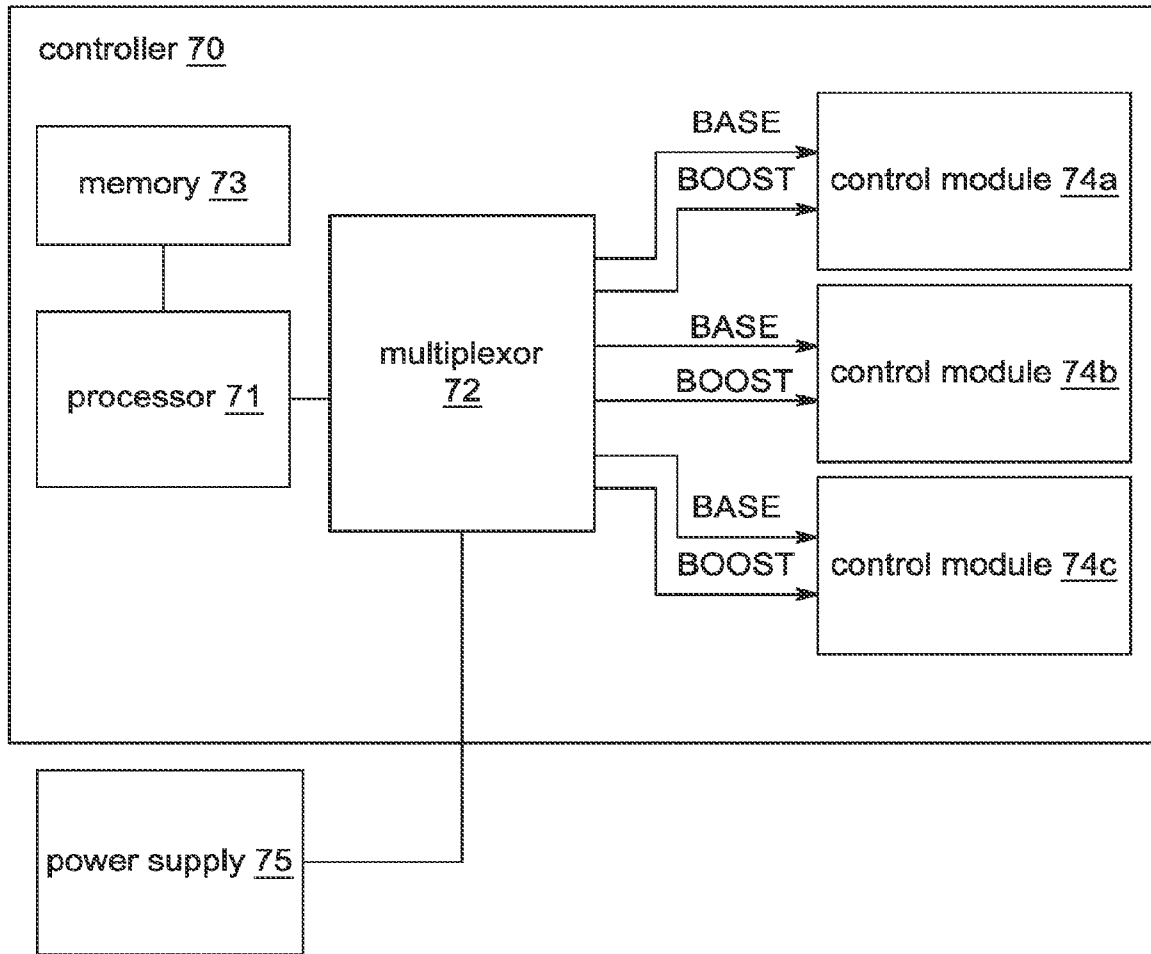 controller 70
memory 73
processor 71
multiplexor
72
BASE
BOOST
control module 74a
BASE
BOOST
control module 74b
BASE
BOOST
control module 74c
power supply 75